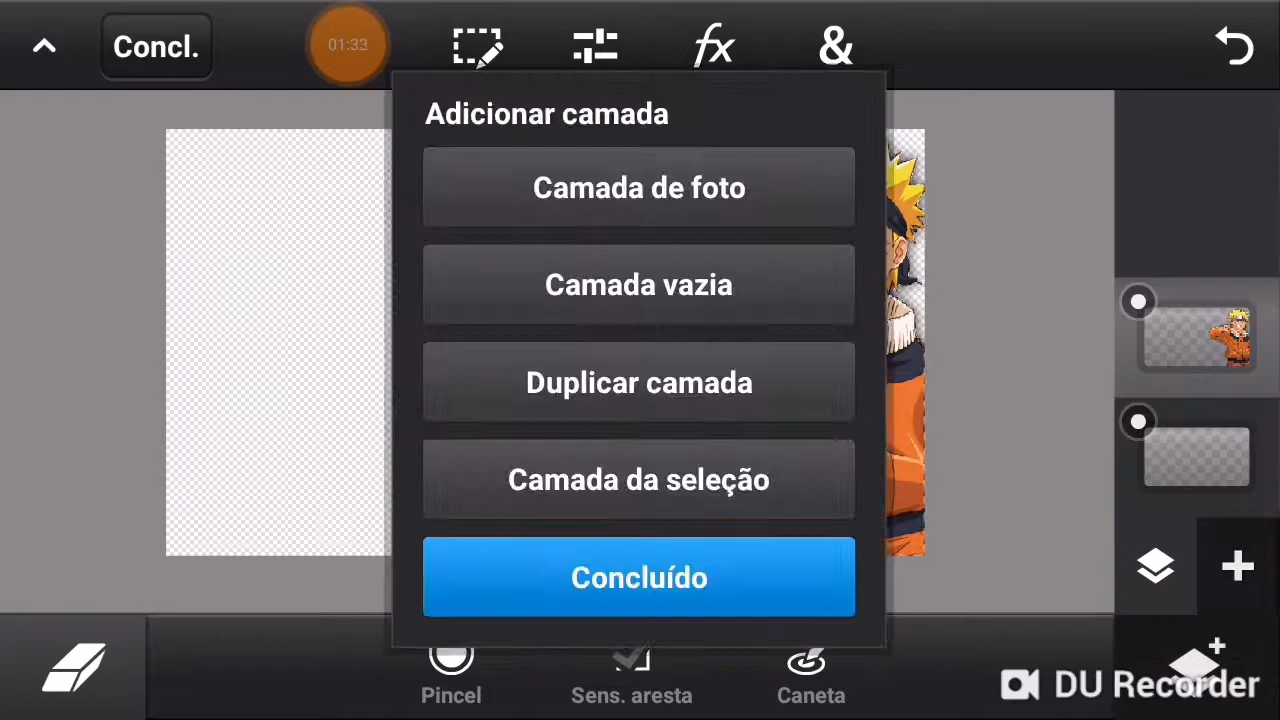 Concl.
01:33
fx
&
Adicionar camada
Camada de foto
Camada vazia
Duplicar camada
Camada da seleção
Concluído
Pincel
Sens. aresta
Caneta
DU Recorder